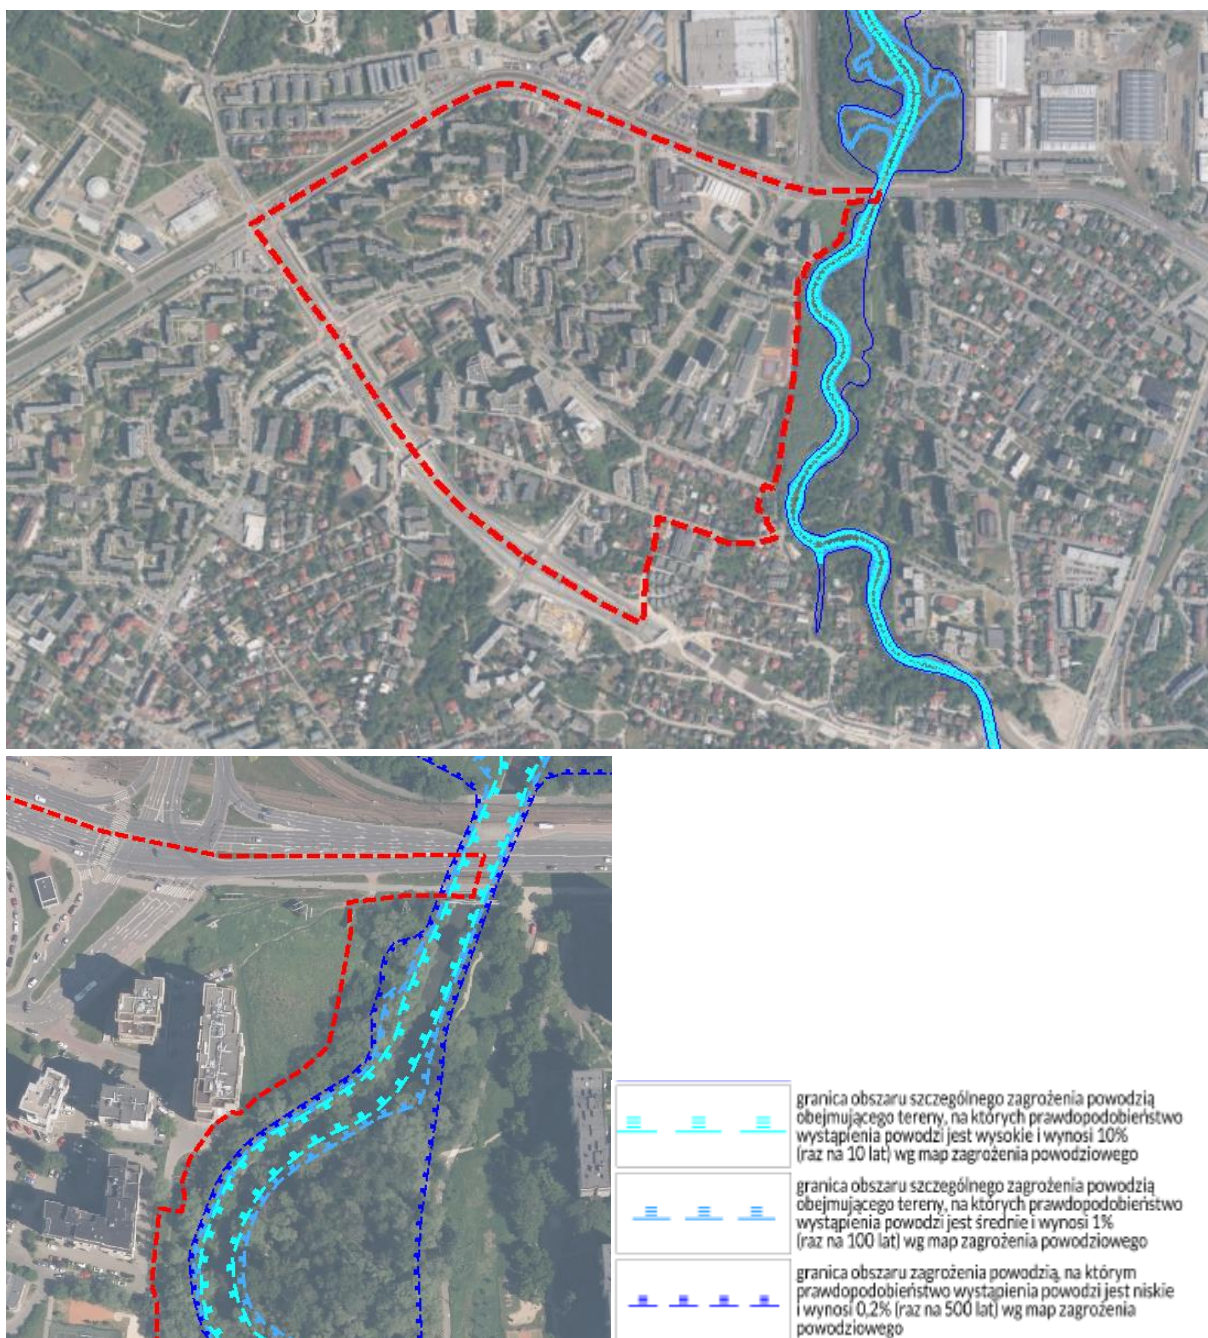 granica obszaru szczególnego zagrożenia powodzią
obejmującego tereny, na których prawdopodobieństwo
wystąpienia powodzi jest wysokie i wynosi 10%
(raz na 10 lat) wg map zagrożenia powodziowego
granica obszaru szczególnego zagrożenia powodzią
obejmującego tereny, na których prawdopodobieństwo
wystąpienia powodzi jest średnie i wynosi 1%
(raz na 100 lat) wg map zagrożenia powodziowego
granica obszaru zagrożenia powodzią, na którym
prawdopodobieństwo wystąpienia powodzi jest niskie
i wynosi 0,2% (raz na 500 lat) wg map zagrożenia
powodziowego